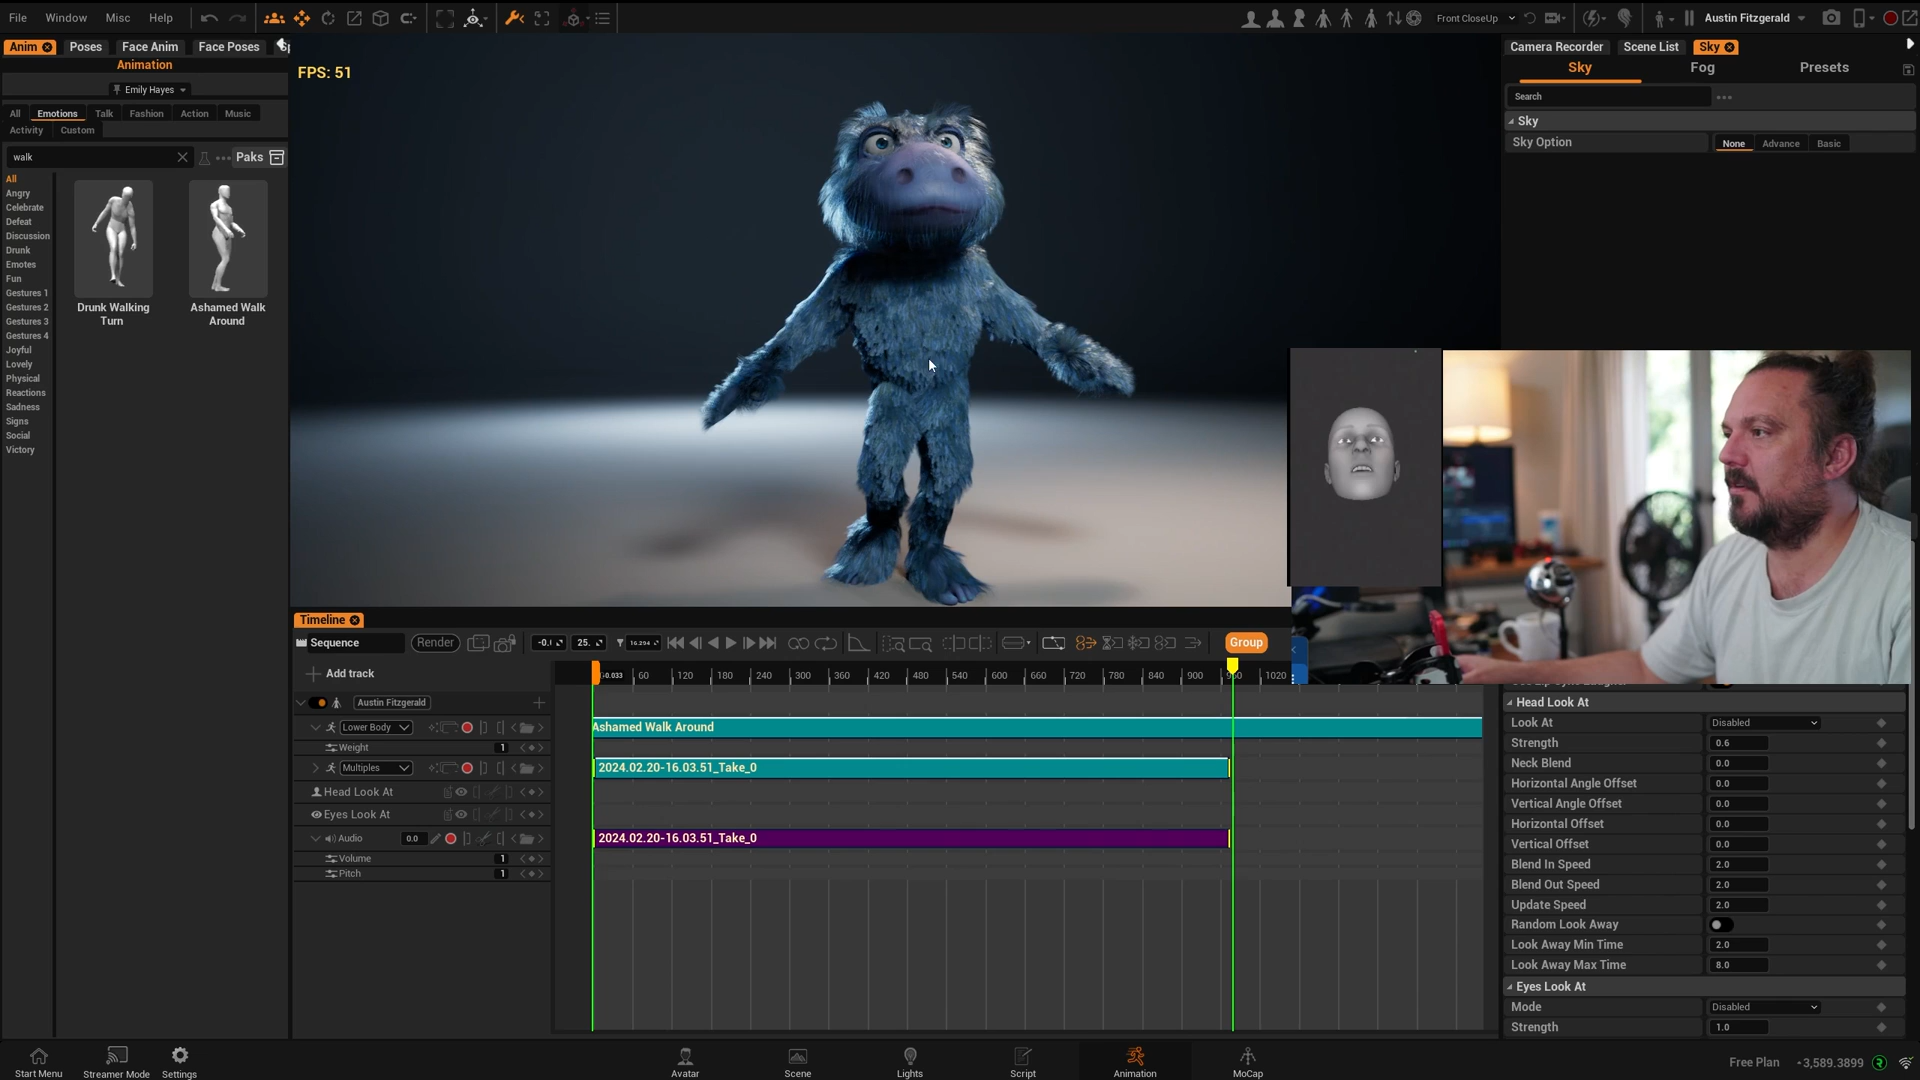 File Window Misc Help
Front CloseUp
Austin Fitzgerald
Anim Poses Face Anim Face Poses
Animation
Emily Hayes
All Emotions Talk Fashion Action Music
Activity Custom
walk
Paks
All
Angry
Celebrate
Defeat
Discussion
Drunk
Emotes
Fun
Gestures 1
Gestures 2
Gestures 3
Gestures 4
Joyful
Lovely
Physical
Reactions
Sadness
Signs
Social
Victory
Drunk Walking
Turn
Ashamed Walk
Around
FPS: 51
Camera Recorder Scene List Sky
Sky Fog Presets
Search
Sky
Sky Option None Advance Basic
Timeline
Sequence Render 25. 16.294 Group
Add track
-0.033 60 120 180 240 300 360 420 480 540 600 660 720 780 840 900 1020
Austin Fitzgerald
Lower Body
Ashamed Walk Around
Weight 1
Multiples
2024.02.20-16.03.51_Take_0
Head Look At
Eyes Look At
Audio 0.0
2024.02.20-16.03.51_Take_0
Volume 1
Pitch 1
Head Look At
Look At Disabled
Strength 0.6
Neck Blend 0.0
Horizontal Angle Offset 0.0
Vertical Angle Offset 0.0
Horizontal Offset 0.0
Vertical Offset 0.0
Blend In Speed 2.0
Blend Out Speed 2.0
Update Speed 2.0
Random Look Away
Look Away Min Time 2.0
Look Away Max Time 8.0
Eyes Look At
Mode Disabled
Strength 1.0
Start Menu Streamer Mode Settings
Avatar Scene Lights Script Animation MoCap
Free Plan 3,589.3899